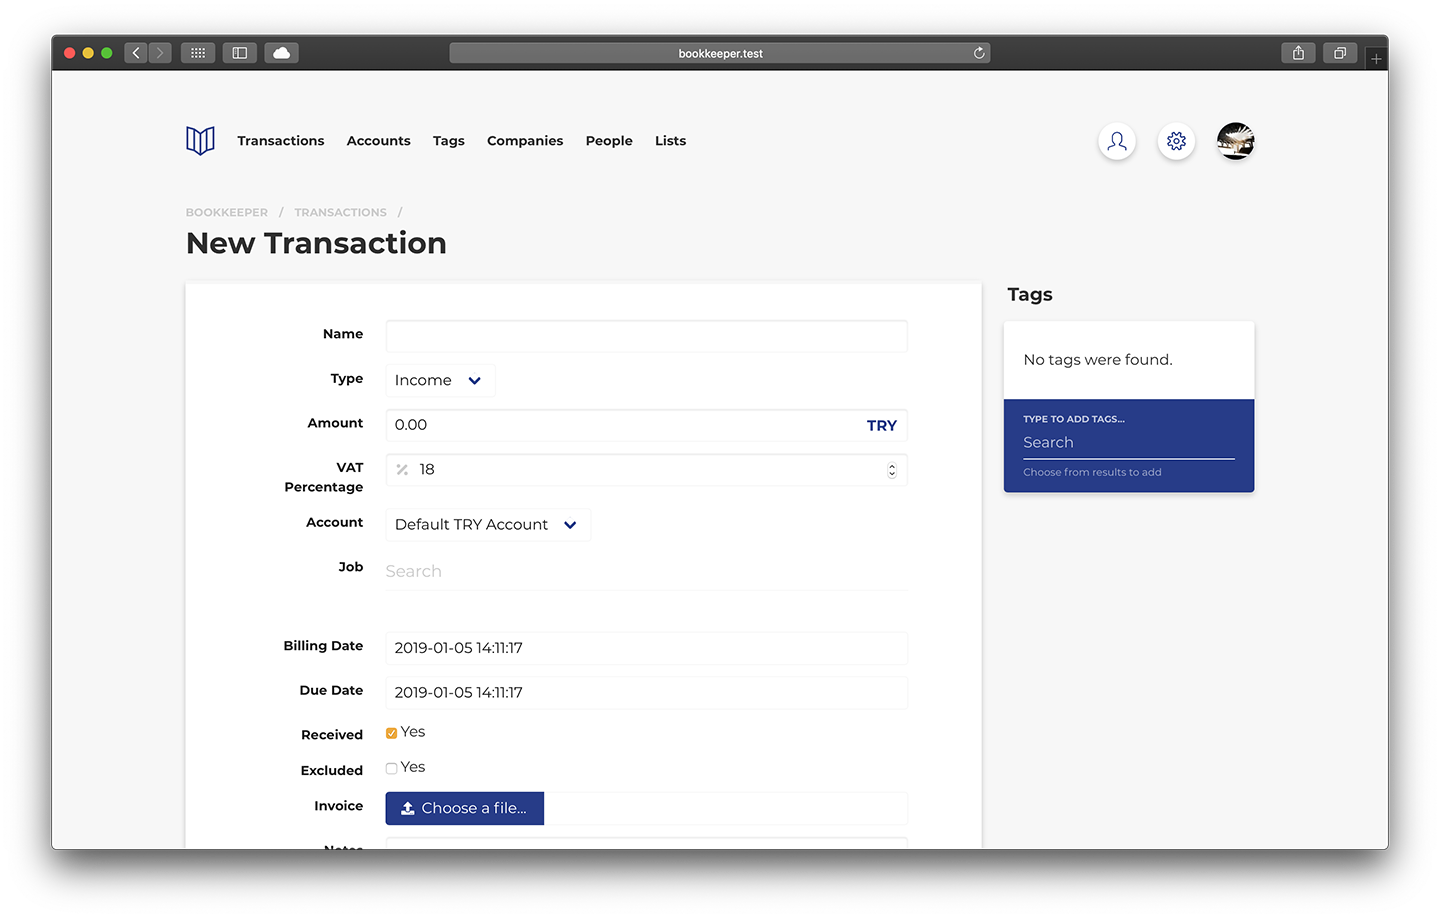 bookkeeper.test
Transactions Accounts Tags Companies People Lists
BOOKKEEPER / TRANSACTIONS /
New Transaction
Name
Type Income
Amount 0.00 TRY
VAT
Percentage
18
Account Default TRY Account
Job Search
Billing Date 2019-01-05 14:11:17
Due Date 2019-01-05 14:11:17
Received Yes
Excluded Yes
Invoice Choose a file...
Notes
Tags
No tags were found.
TYPE TO ADD TAGS...
Search
Choose from results to add